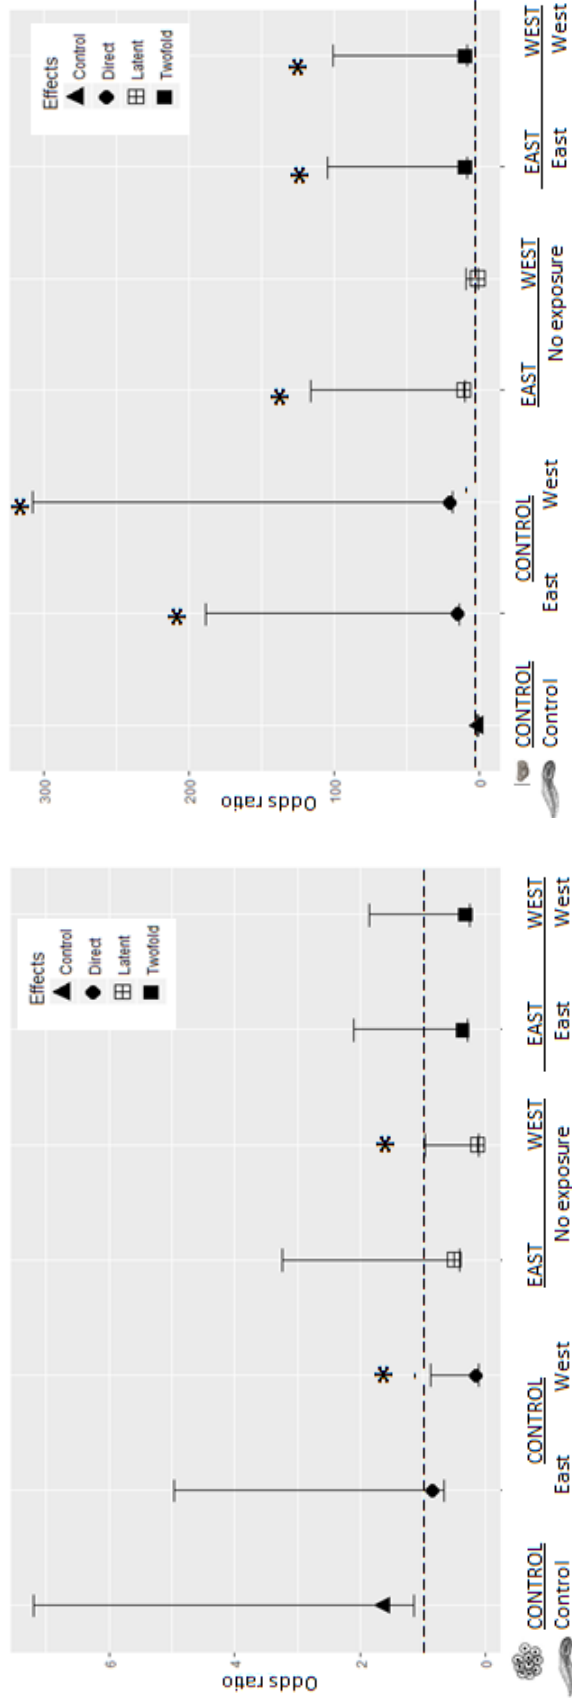 Effects
Control
Direct
Latent
Twofold
6
4
2
0
Odds ratio
CONTROL CONTROL EAST WEST EAST WEST
Control East West No exposure East West
Effects
Control
Direct
Latent
Twofold
300
200
100
0
Odds ratio
CONTROL CONTROL EAST WEST EAST WEST
Control East West No exposure East West